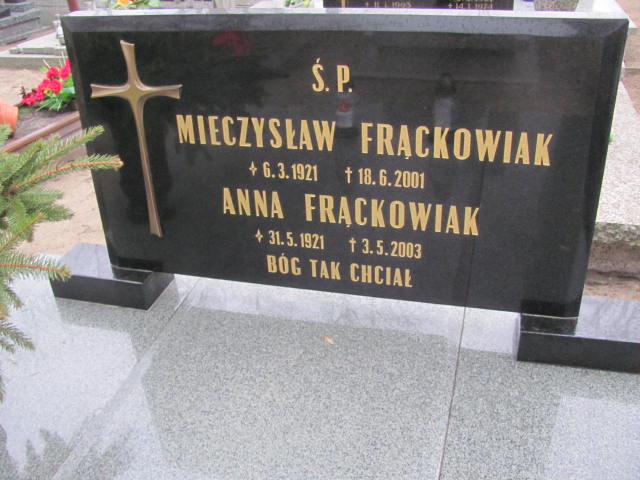 Ś. P.
MIECZYSŁAW FRĄCKOWIAK
✧ 6.3.1921 † 18.6.2001
ANNA FRĄCKOWIAK
✧ 31.5.1921 † 3.5.2003
BÓG TAK CHCIAŁ